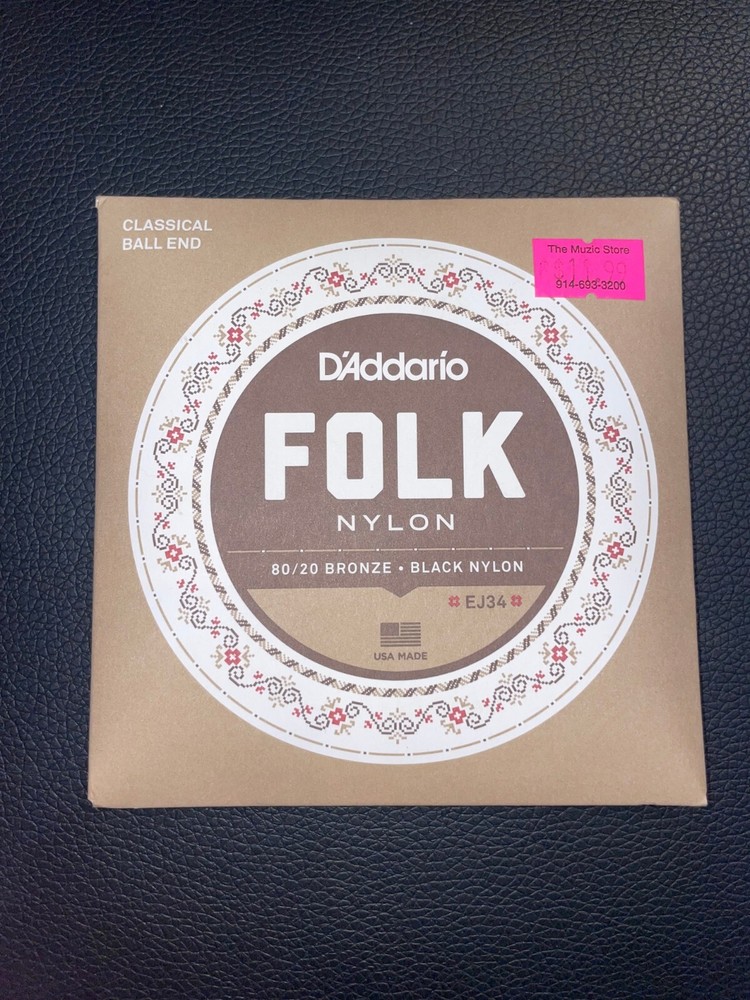 CLASSICAL
BALL END
The Muzic Store
914-693-3200
D'Addario
FOLK
NYLON
80/20 BRONZE • BLACK NYLON
EJ34
USA MADE